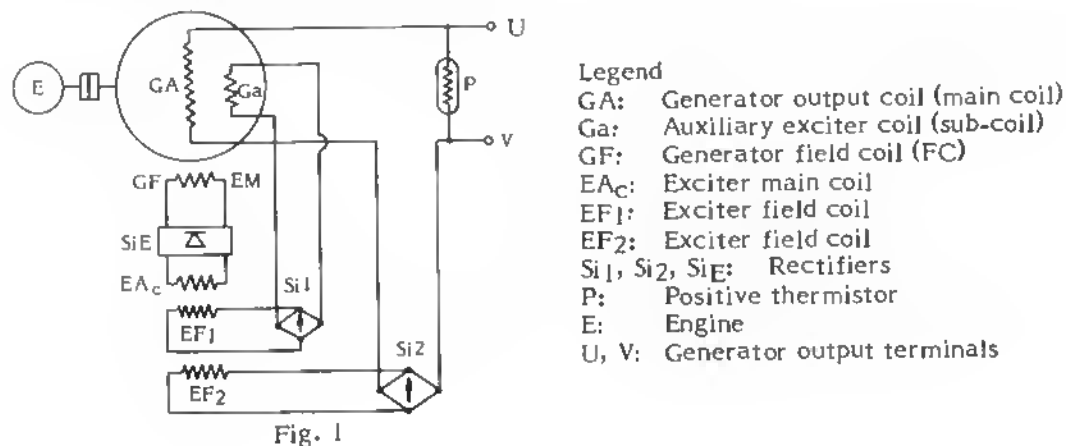 U
GA
Ga
P
E
V
GF
EM
SiE
EAc
Si1
EF1
Si2
EF2
Fig. 1
Legend
GA: Generator output coil (main coil)
Ga: Auxiliary exciter coil (sub-coil)
GF: Generator field coil (FC)
EAC: Exciter main coil
EF1: Exciter field coil
EF2: Exciter field coil
Si1, Si2, SiE: Rectifiers
P: Positive thermistor
E: Engine
U, V: Generator output terminals